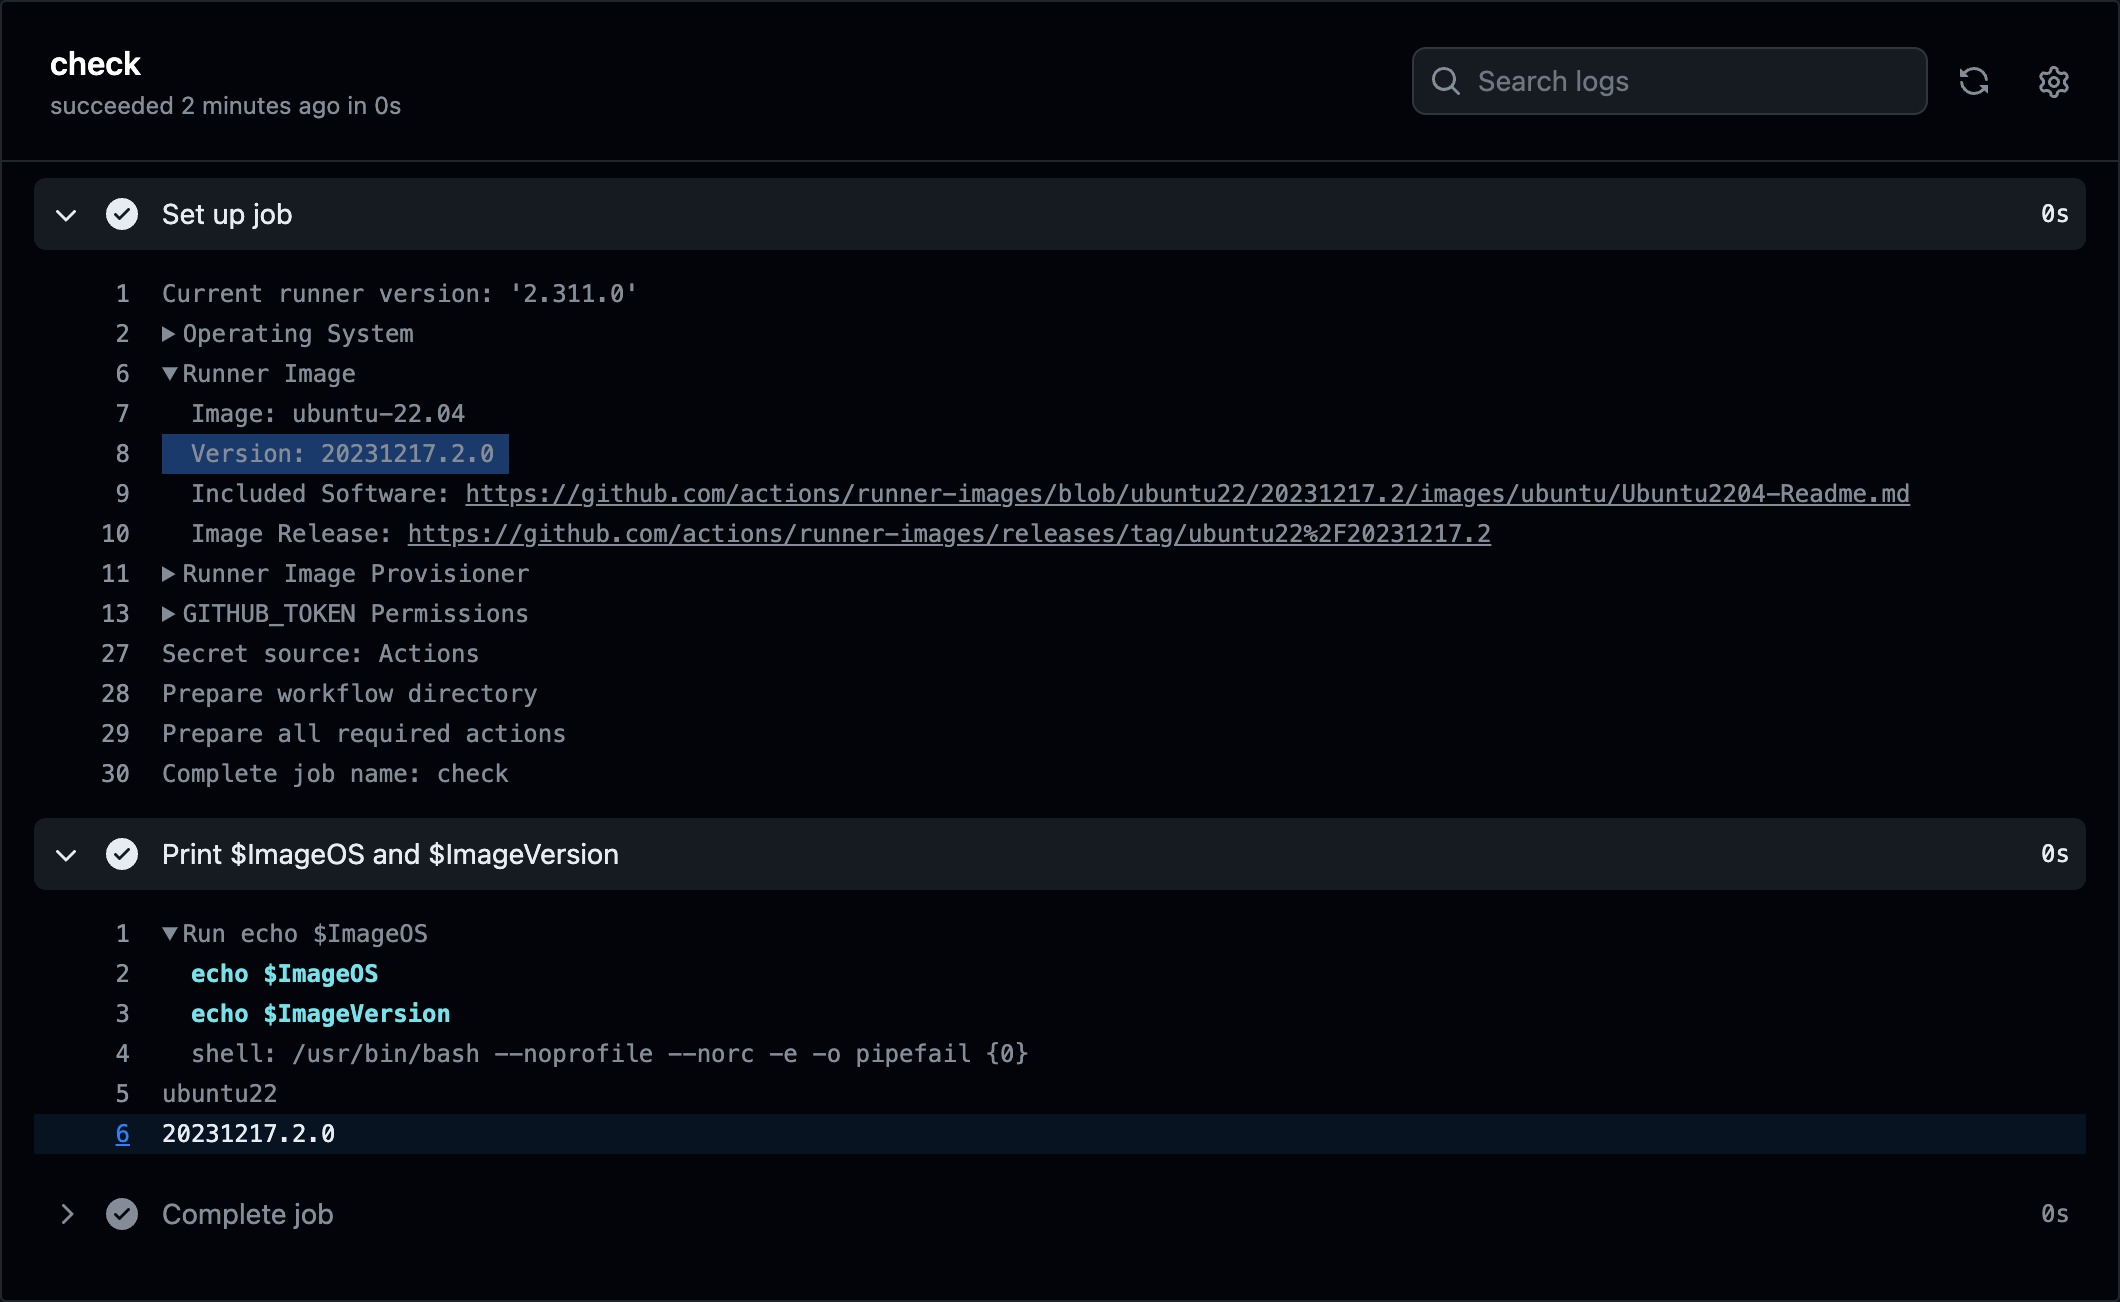 check
succeeded 2 minutes ago in 0s
Search logs
Set up job 0s
1 Current runner version: '2.311.0'
2 Operating System
6 Runner Image
7 Image: ubuntu-22.04
8 Version: 20231217.2.0
9 Included Software: https://github.com/actions/runner-images/blob/ubuntu22/20231217.2/images/ubuntu/Ubuntu2204-Readme.md
10 Image Release: https://github.com/actions/runner-images/releases/tag/ubuntu22%2F20231217.2
11 Runner Image Provisioner
13 GITHUB_TOKEN Permissions
27 Secret source: Actions
28 Prepare workflow directory
29 Prepare all required actions
30 Complete job name: check
Print $ImageOS and $ImageVersion 0s
1 Run echo $ImageOS
2 echo $ImageOS
3 echo $ImageVersion
4 shell: /usr/bin/bash --noprofile --norc -e -o pipefail {0}
5 ubuntu22
6 20231217.2.0
Complete job 0s